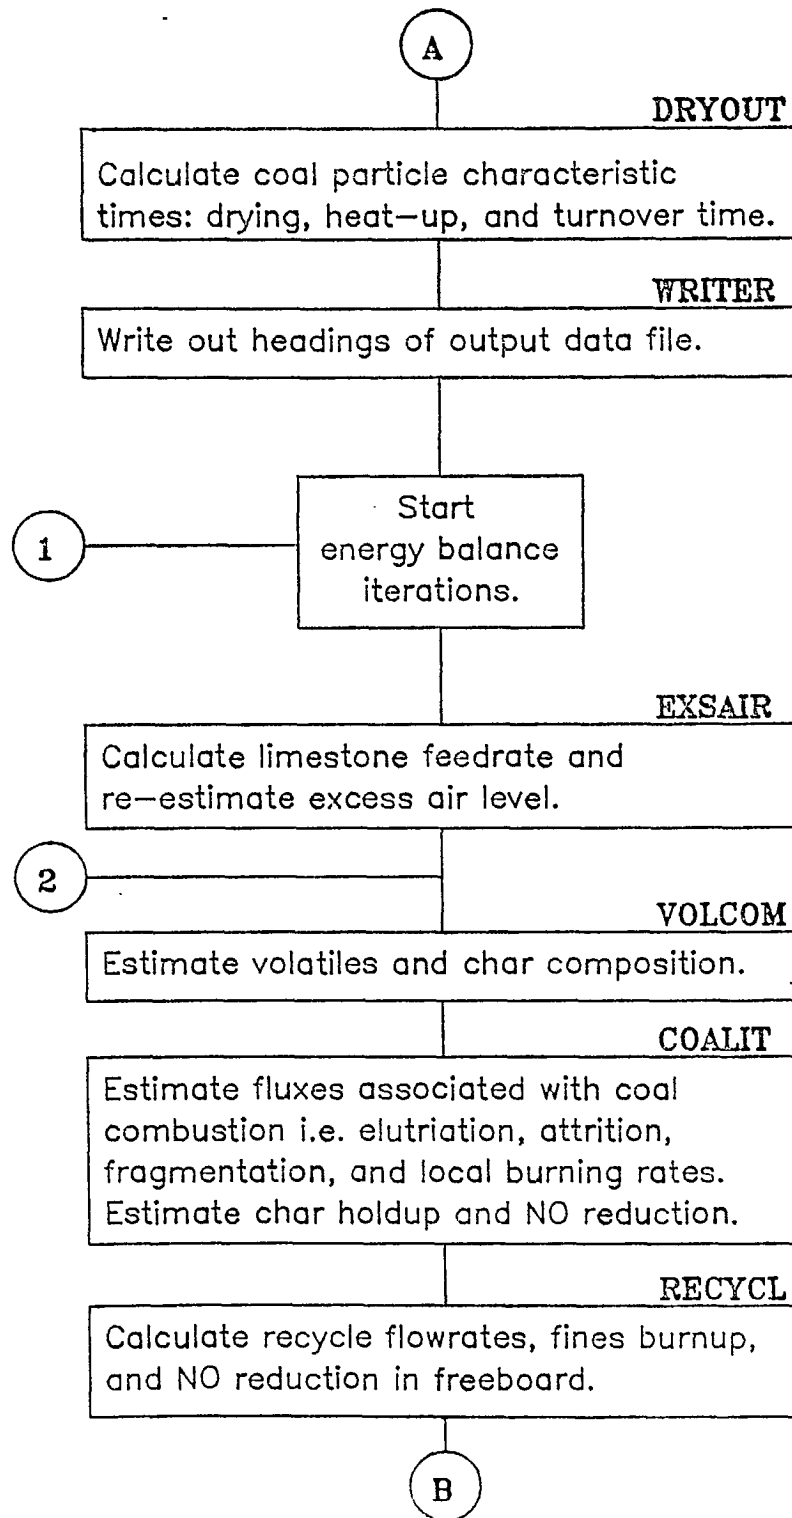 A
DRYOUT
Calculate coal particle characteristic
times: drying, heat-up, and turnover time.
WRITER
Write out headings of output data file.
Start
1
energy balance
iterations.
EXSAIR
Calculate limestone feedrate and
re-estimate excess air level.
2
VOLCOM
Estimate volatiles and char composition.
COALIT
Estimate fluxes associated with coal
combustion i.e. elutriation, attrition,
fragmentation, and local burning rates.
Estimate char holdup and NO reduction.
RECYCL
Calculate recycle flowrates, fines burnup,
and NO reduction in freeboard.
B